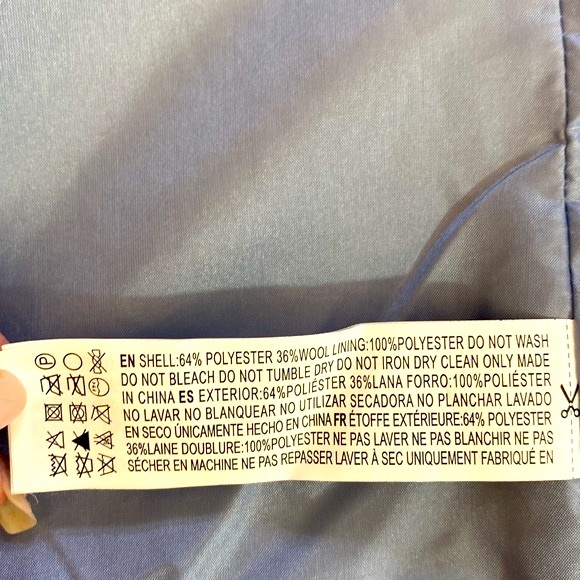 P
EN SHELL:64% POLYESTER 36%WOOL LINING:100%POLYESTER DO NOT WASH
DO NOT BLEACH DO NOT TUMBLE DRY DO NOT IRON DRY CLEAN ONLY MADE
IN CHINA ES EXTERIOR:64%POLIÉSTER 36%LANA FORRO:100%POLIÉSTER
NO LAVAR NO BLANQUEAR NO UTILIZAR SECADORA NO PLANCHAR LAVADO
EN SECO ÚNICAMENTE HECHO EN CHINA FR ÉTOFFE EXTÉRIEURE:64% POLYESTER
36%LAINE DOUBLURE:100%POLYESTER NE PAS LAVER NE PAS BLANCHIR NE PAS
SÉCHER EN MACHINE NE PAS REPASSER LAVER À SEC UNIQUEMENT FABRIQUÉ EN